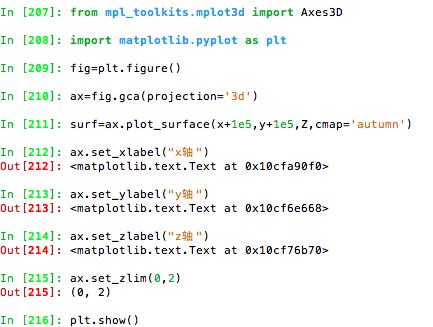 In [207]: from mpl_toolkits.mplot3d import Axes3D
In [208]: import matplotlib.pyplot as plt
In [209]: fig=plt.figure()
In [210]: ax=fig.gca(projection='3d')
In [211]: surf=ax.plot_surface(x+1e5,y+1e5,Z,cmap='autumn')
In [212]: ax.set_xlabel("x轴")
Out[212]: <matplotlib.text.Text at 0x10cfa90f0>
In [213]: ax.set_ylabel("y轴")
Out[213]: <matplotlib.text.Text at 0x10cf6e668>
In [214]: ax.set_zlabel("z轴")
Out[214]: <matplotlib.text.Text at 0x10cf76b70>
In [215]: ax.set_zlim(0,2)
Out[215]: (0, 2)
In [216]: plt.show()